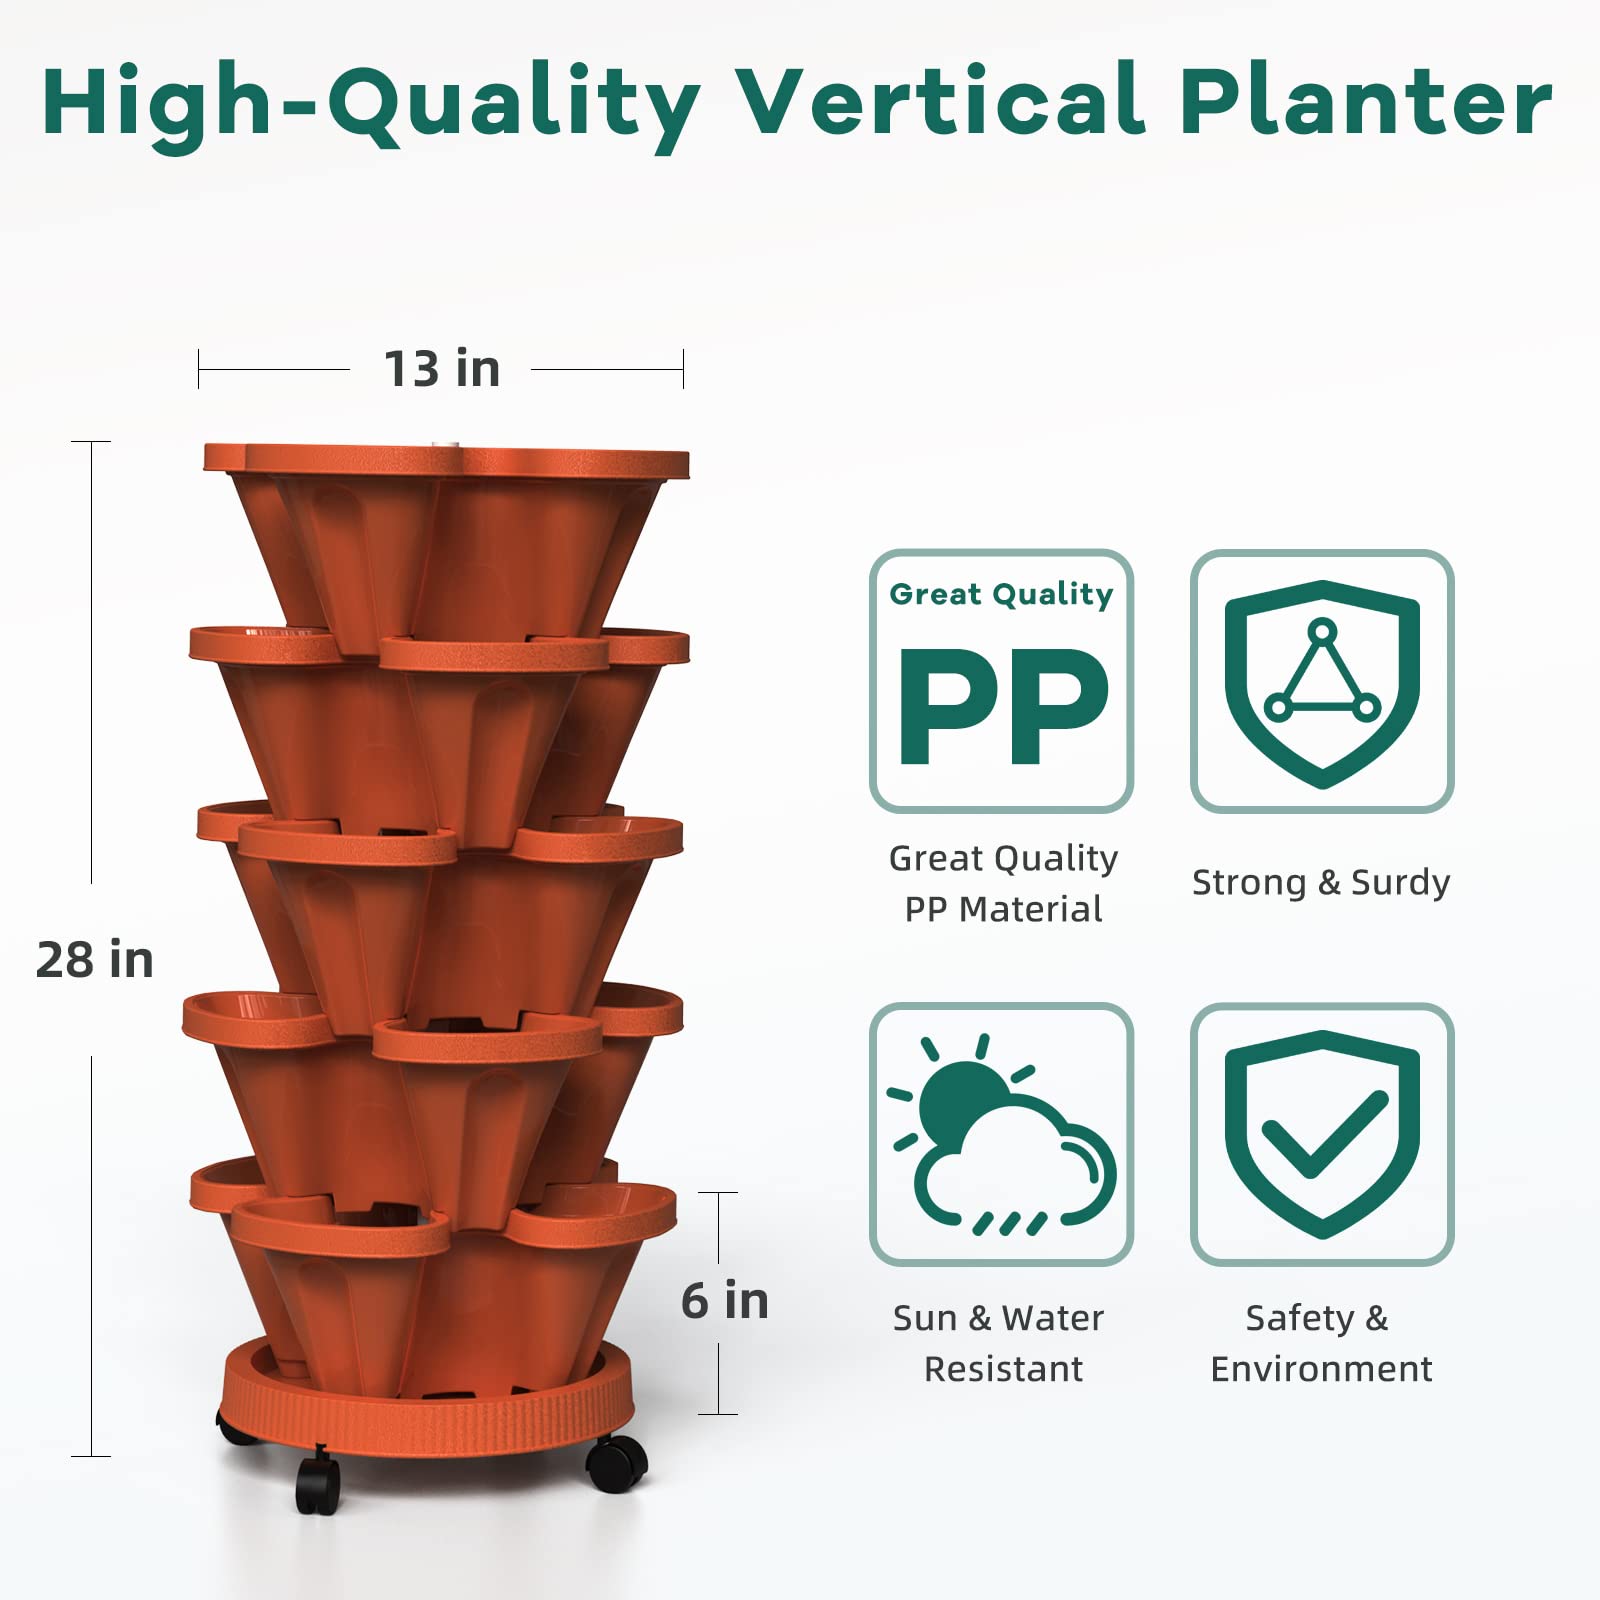 High-Quality Vertical Planter
13 in
28 in
6 in
Great Quality
PP
Great Quality
PP Material
Strong & Surdy
Sun & Water
Resistant
Safety &
Environment